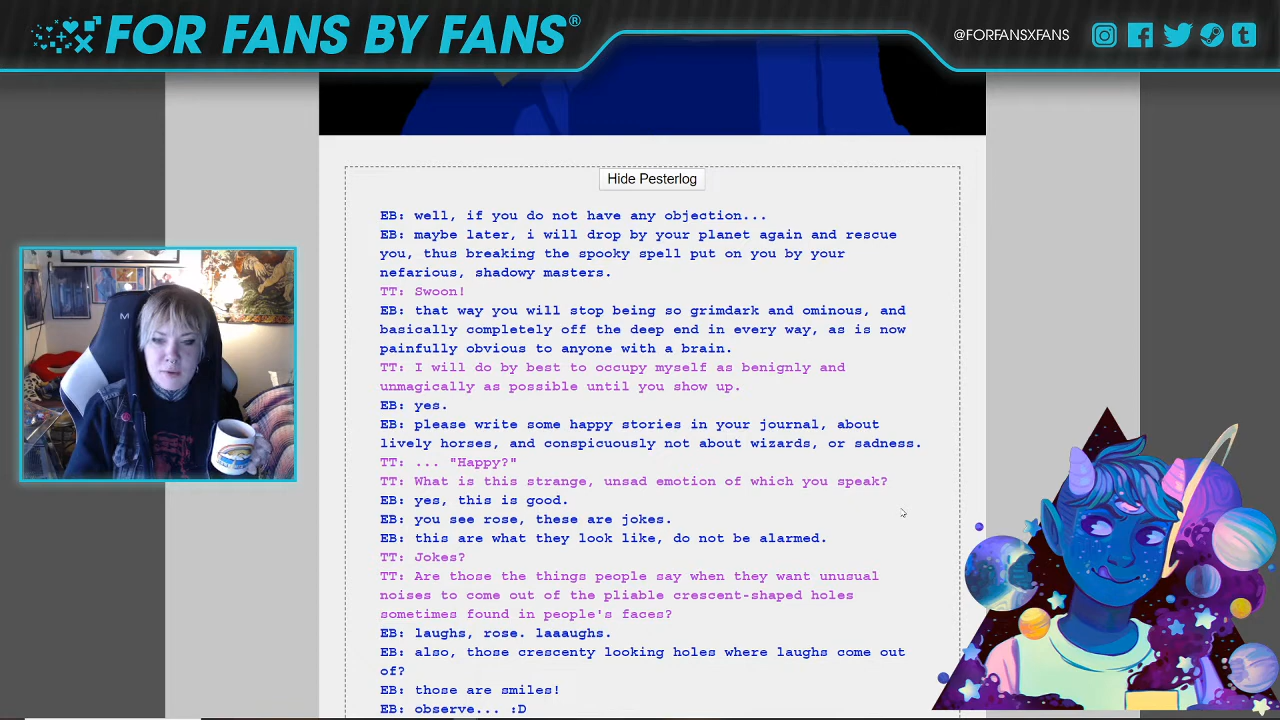 FOR FANS BY FANS®
@FORFANSXFANS
Hide Pesterlog
EB: well, if you do not have any objection...
EB: maybe later, i will drop by your planet again and rescue
you, thus breaking the spooky spell put on you by your
nefarious, shadowy masters.
TT: Swoon!
EB: that way you will stop being so grimdark and ominous, and
basically completely off the deep end in every way, as is now
painfully obvious to anyone with a brain.
TT: I will do by best to occupy myself as benignly and
unmagically as possible until you show up.
EB: yes.
EB: please write some happy stories in your journal, about
lively horses, and conspicuously not about wizards, or sadness.
TT: ... "Happy?"
TT: What is this strange, unsad emotion of which you speak?
EB: yes, this is good.
EB: you see rose, these are jokes.
EB: this are what they look like, do not be alarmed.
TT: Jokes?
TT: Are those the things people say when they want unusual
noises to come out of the pliable crescent-shaped holes
sometimes found in people's faces?
EB: laughs, rose. laaaughs.
EB: also, those crescenty looking holes where laughs come out
of?
EB: those are smiles!
EB: observe... :D